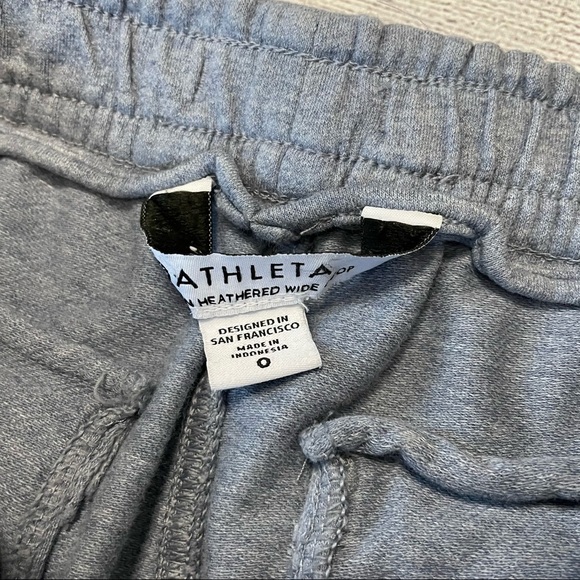 ATHLETA
HEATHERED WIDE
DESIGNED IN
SAN FRANCISCO
MADE IN
INDONESIA
0